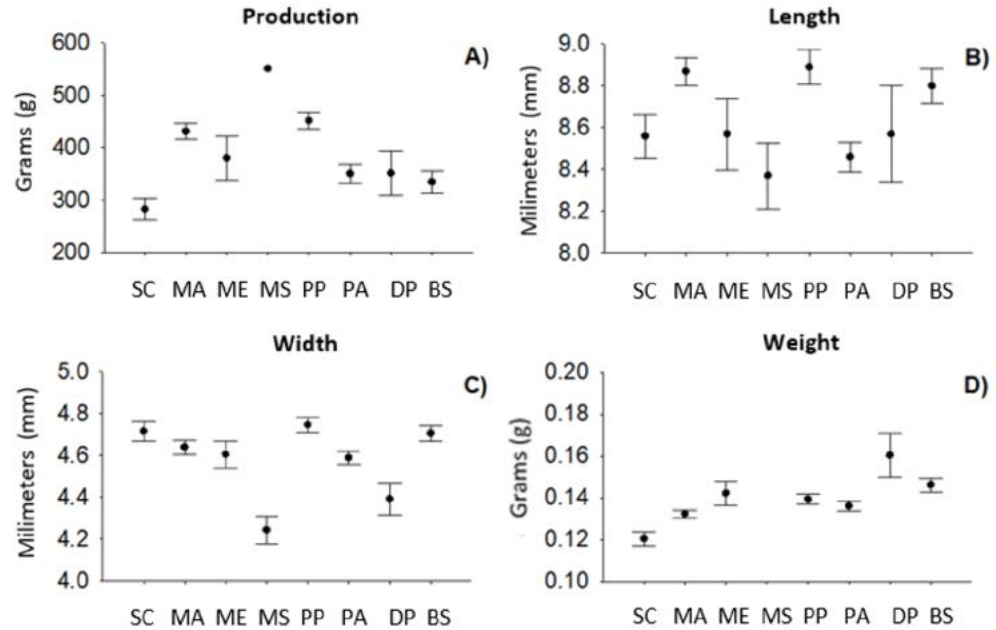 Production
A)
Grams (g)
600
500
400
300
200
SC MA ME MS PP PA DP BS
Length
B)
Milimeters (mm)
9.0
8.8
8.6
8.4
8.2
8.0
SC MA ME MS PP PA DP BS
Width
C)
Milimeters (mm)
5.0
4.8
4.6
4.4
4.2
4.0
SC MA ME MS PP PA DP BS
Weight
D)
Grams (g)
0.20
0.18
0.16
0.14
0.12
0.10
SC MA ME MS PP PA DP BS